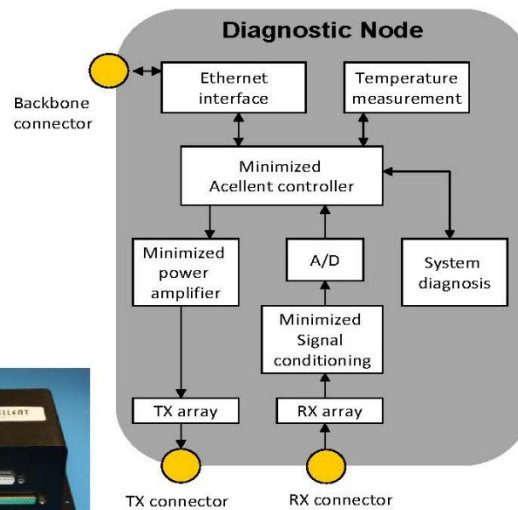 Diagnostic Node
Backbone
connector
Ethernet
interface
Temperature
measurement
Minimized
Acellent controller
Minimized
power
amplifier
A/D
System
diagnosis
Minimized
Signal
conditioning
TX array
RX array
TX connector
RX connector